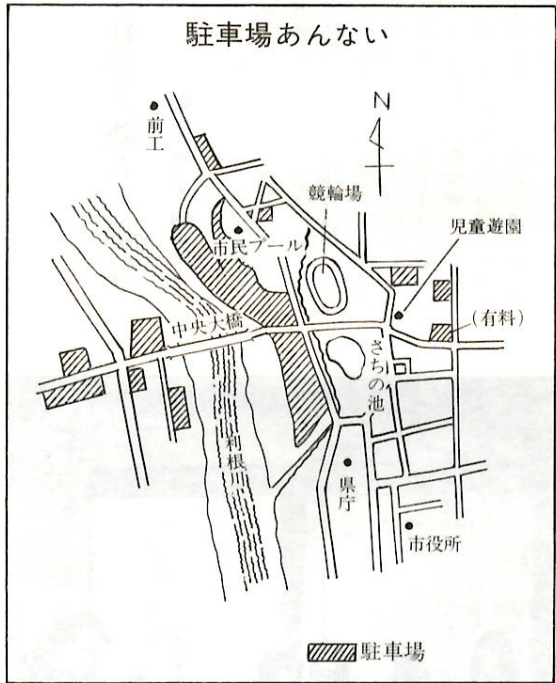 駐車場あんない
N
前工
競輪場
児童遊園
市民プール
(有料)
中央大橋
さちの池
利根川
県庁
市役所
駐車場